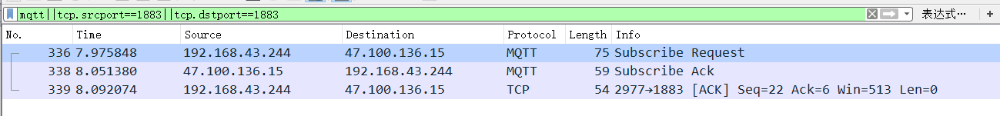 mqtt||tcp.srcport==1883||tcp.dstport==1883 表达式… +
No. Time Source Destination Protocol Length Info
336 7.975848 192.168.43.244 47.100.136.15 MQTT 75 Subscribe Request
338 8.051380 47.100.136.15 192.168.43.244 MQTT 59 Subscribe Ack
339 8.092074 192.168.43.244 47.100.136.15 TCP 54 2977→1883 [ACK] Seq=22 Ack=6 Win=513 Len=0